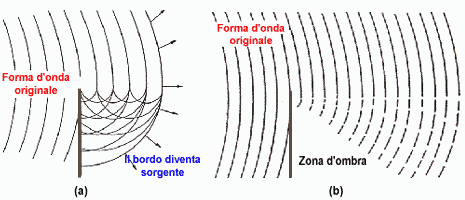 Forma d'onda
originale
Il bordo diventa
sorgente
(a)
Forma d'onda
originale
Zona d'ombra
(b)